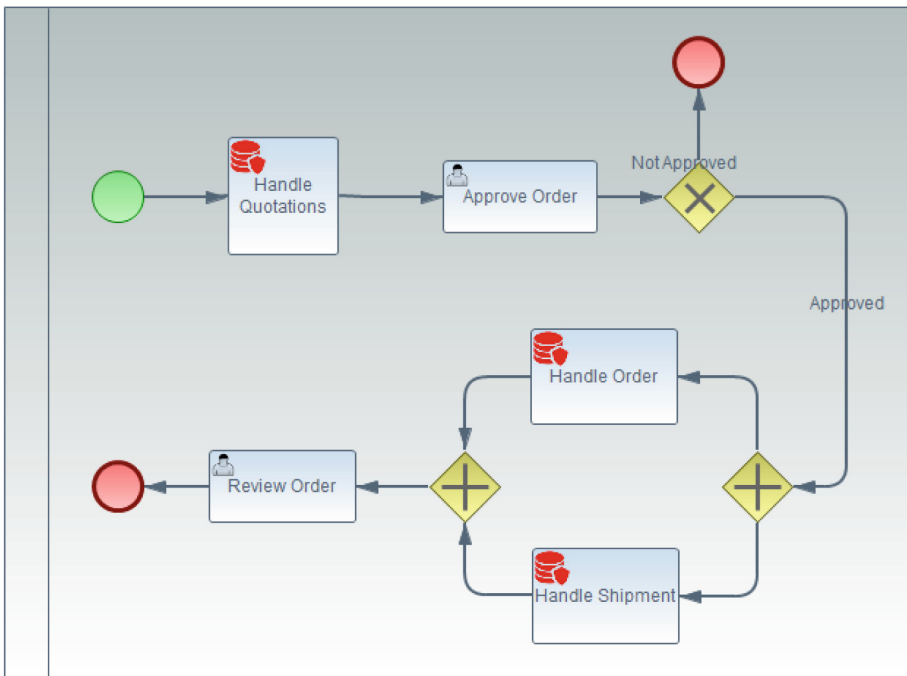 Not Approved
Handle
Quotations
Approve Order
Approved
Handle Order
Review Order
Handle Shipment